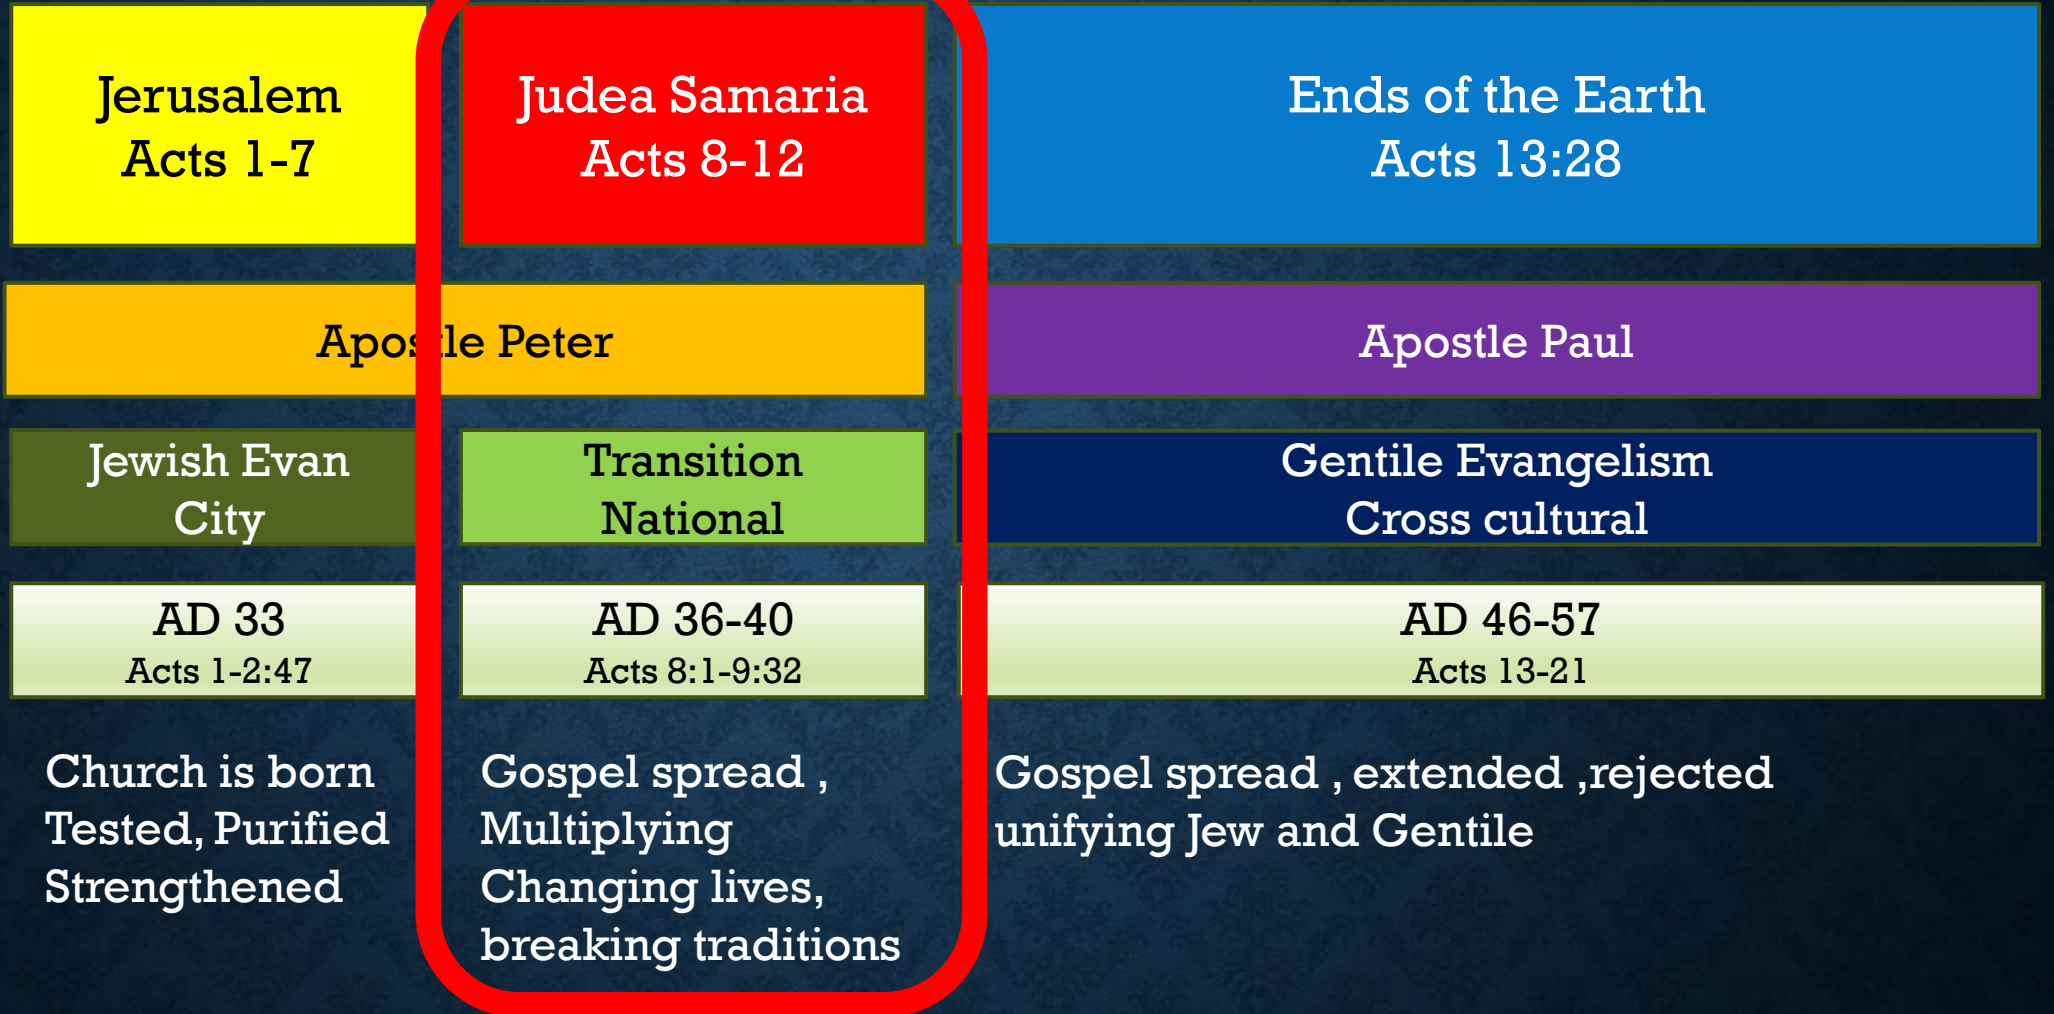 Jerusalem
Acts 1-7
Judea Samaria
Acts 8-12
Ends of the Earth
Acts 13:28
Apostle Peter
Apostle Paul
Jewish Evan
City
Transition
National
Gentile Evangelism
Cross cultural
AD 33
Acts 1-2:47
AD 36-40
Acts 8:1-9:32
AD 46-57
Acts 13-21
Church is born
Tested, Purified
Strengthened
Gospel spread ,
Multiplying
Changing lives,
breaking traditions
Gospel spread , extended ,rejected
unifying Jew and Gentile